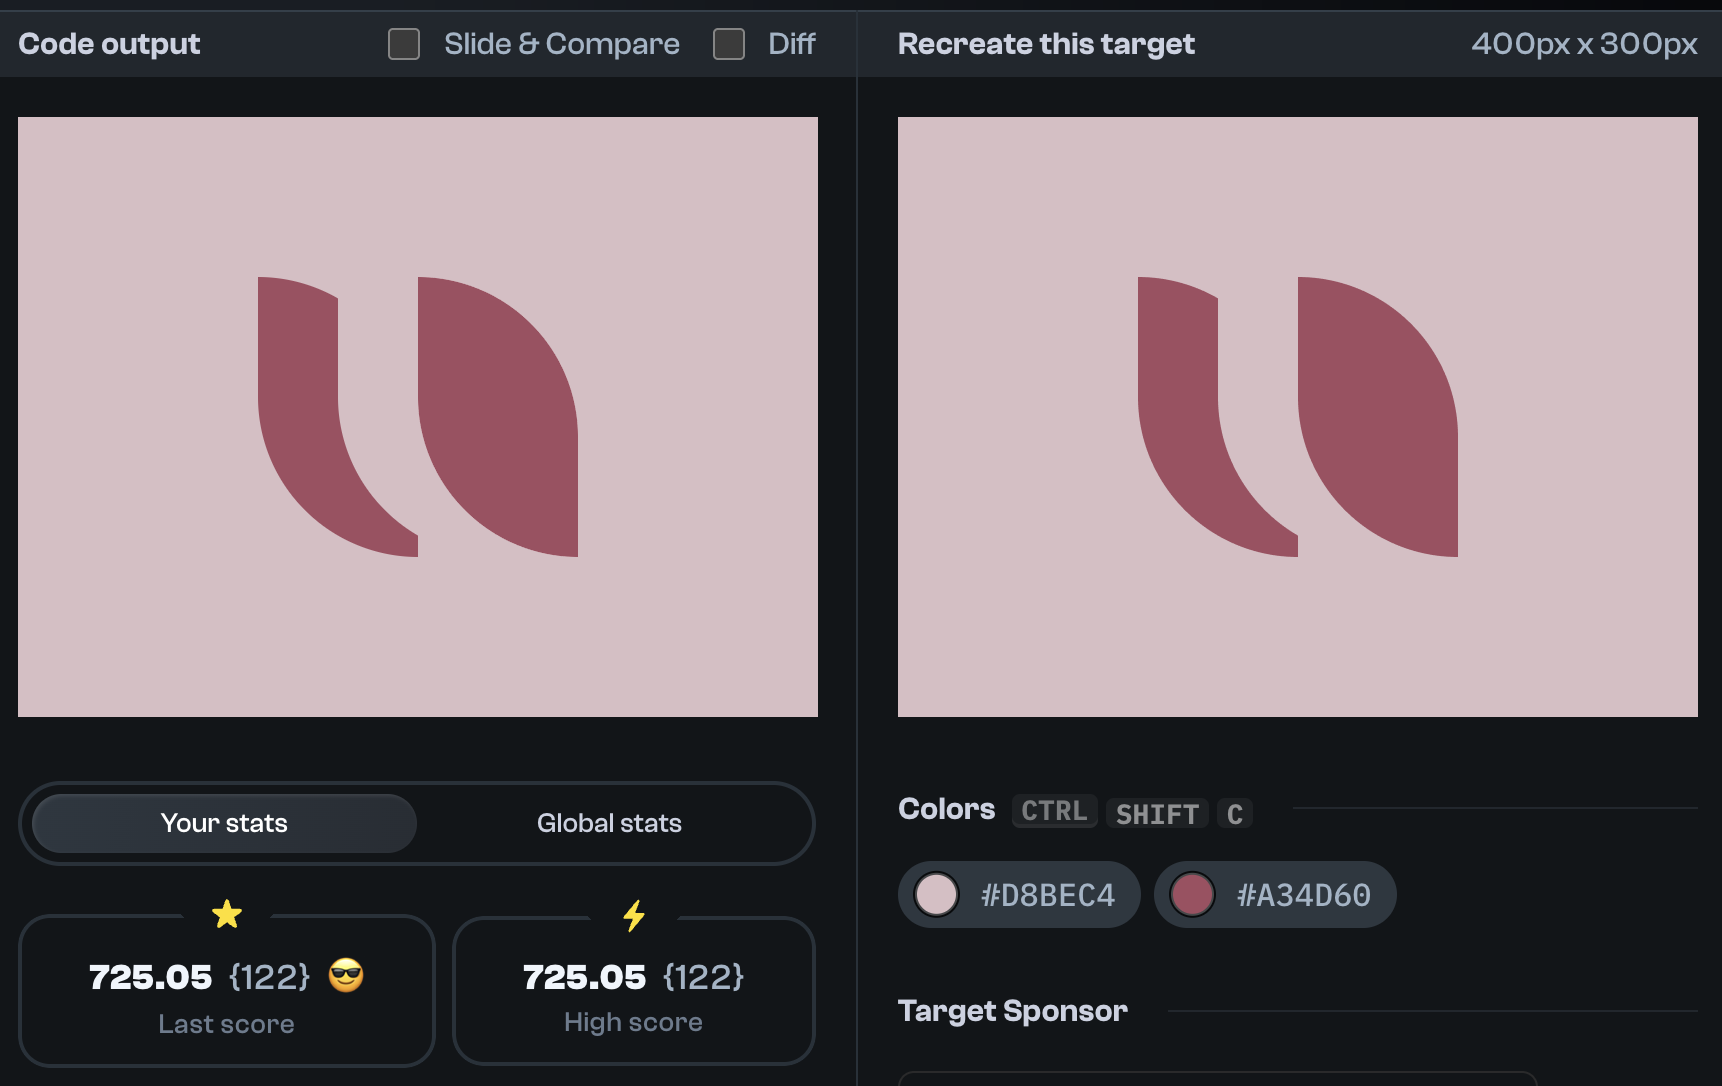 Code output
Slide & Compare
Diff
Recreate this target
400px x 300px
Your stats
Global stats
725.05 {122} 😎
Last score
725.05 {122}
High score
Colors CTRL SHIFT C
#D8BEC4
#A34D60
Target Sponsor